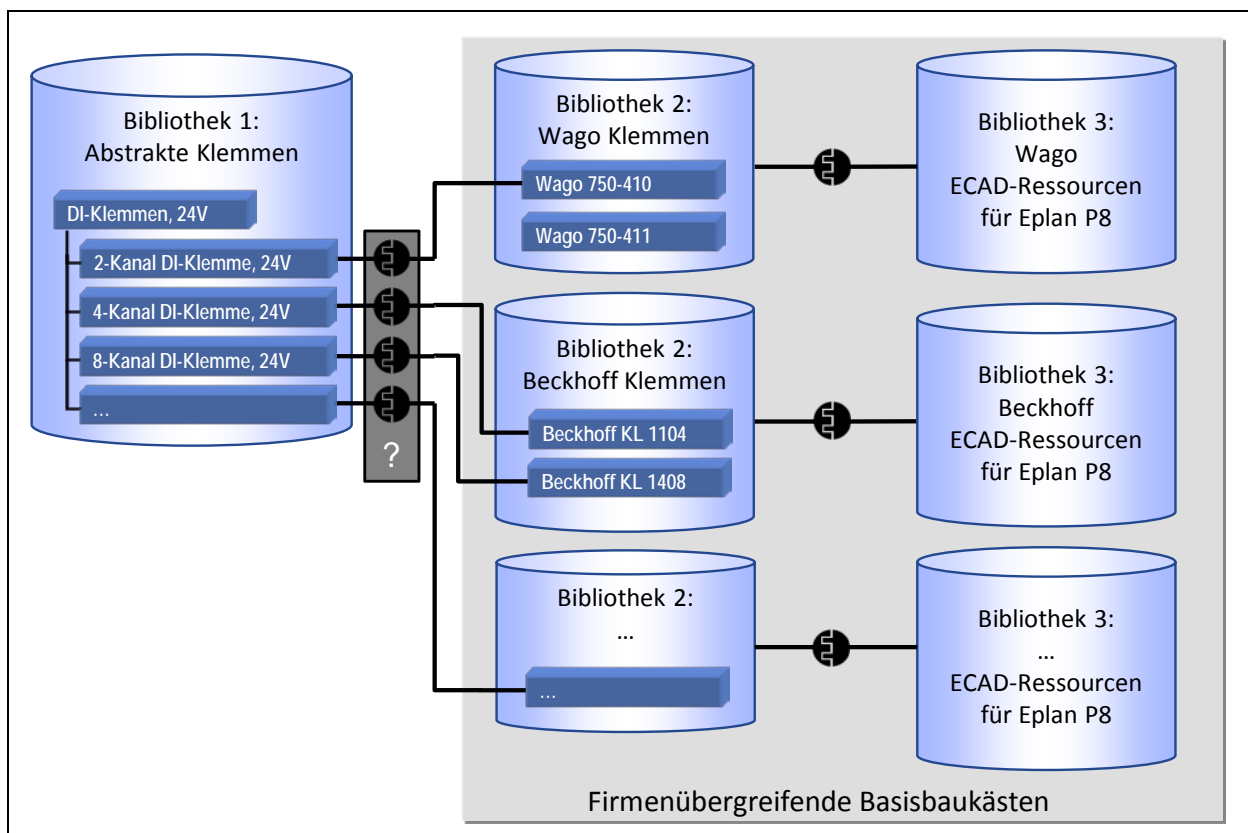 Bibliothek 1:
Abstrakte Klemmen
DI-Klemmen, 24V
2-Kanal DI-Klemme, 24V
4-Kanal DI-Klemme, 24V
8-Kanal DI-Klemme, 24V
...
?
Bibliothek 2:
Wago Klemmen
Wago 750-410
Wago 750-411
Bibliothek 3:
Wago
ECAD-Ressourcen
für Eplan P8
Bibliothek 2:
Beckhoff Klemmen
Beckhoff KL 1104
Beckhoff KL 1408
Bibliothek 3:
Beckhoff
ECAD-Ressourcen
für Eplan P8
Bibliothek 2:
...
...
Bibliothek 3:
...
ECAD-Ressourcen
für Eplan P8
Firmenübergreifende Basisbaukästen